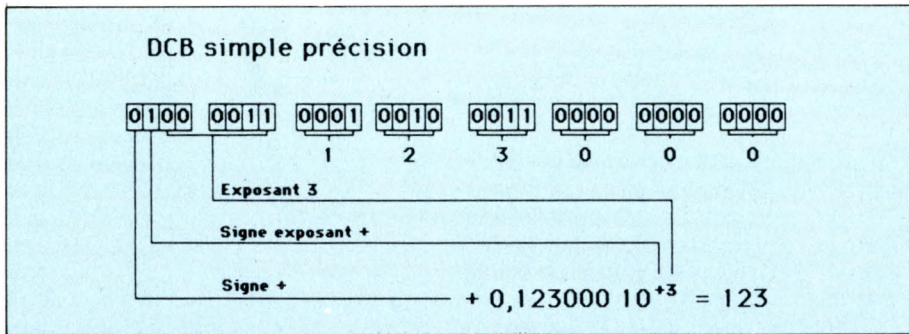 DCB simple précision
0100 0011 0001 0010 0011 0000 0000 0000
1 2 3 0 0 0
Exposant 3
Signe exposant +
Signe +
+ 0,123000 10⁺³ = 123